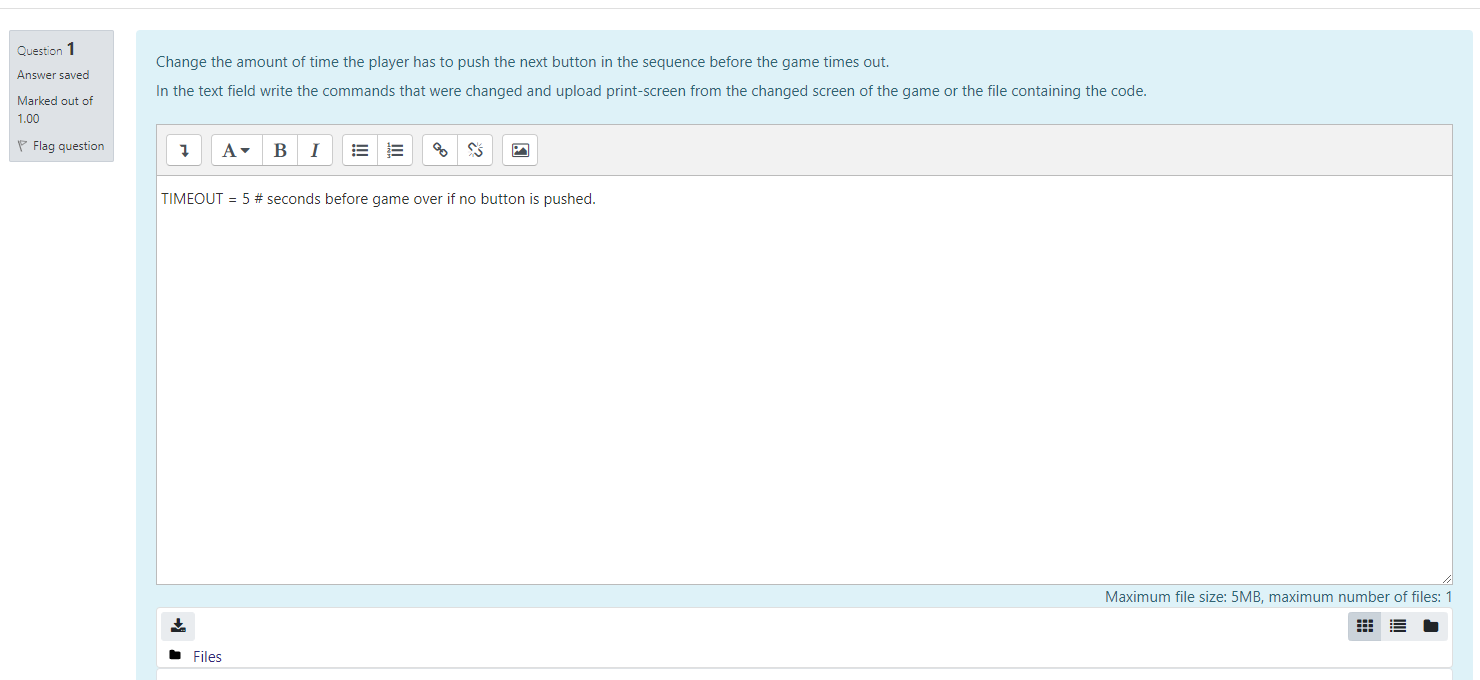 Question 1
Answer saved
Marked out of
1.00
Flag question
Change the amount of time the player has to push the next button in the sequence before the game times out.
In the text field write the commands that were changed and upload print-screen from the changed screen of the game or the file containing the code.
A B I
TIMEOUT = 5 # seconds before game over if no button is pushed.
Maximum file size: 5MB, maximum number of files: 1
Files